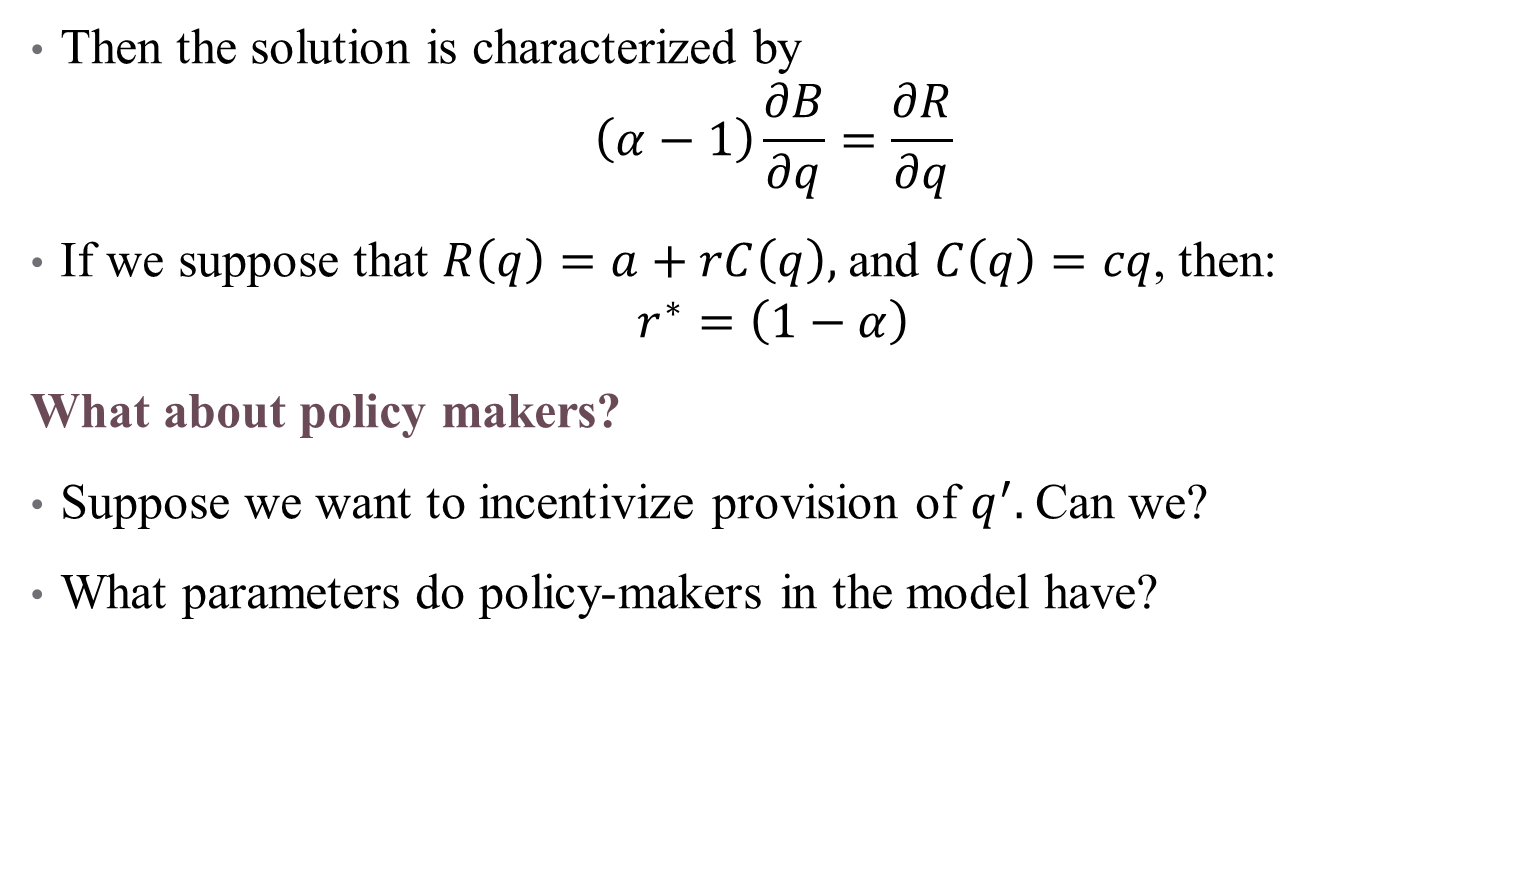 • Then the solution is characterized by
(α − 1) ∂B/∂q = ∂R/∂q
• If we suppose that R(q) = a + rC(q), and C(q) = cq, then:
r* = (1 − α)
What about policy makers?
• Suppose we want to incentivize provision of q′. Can we?
• What parameters do policy-makers in the model have?